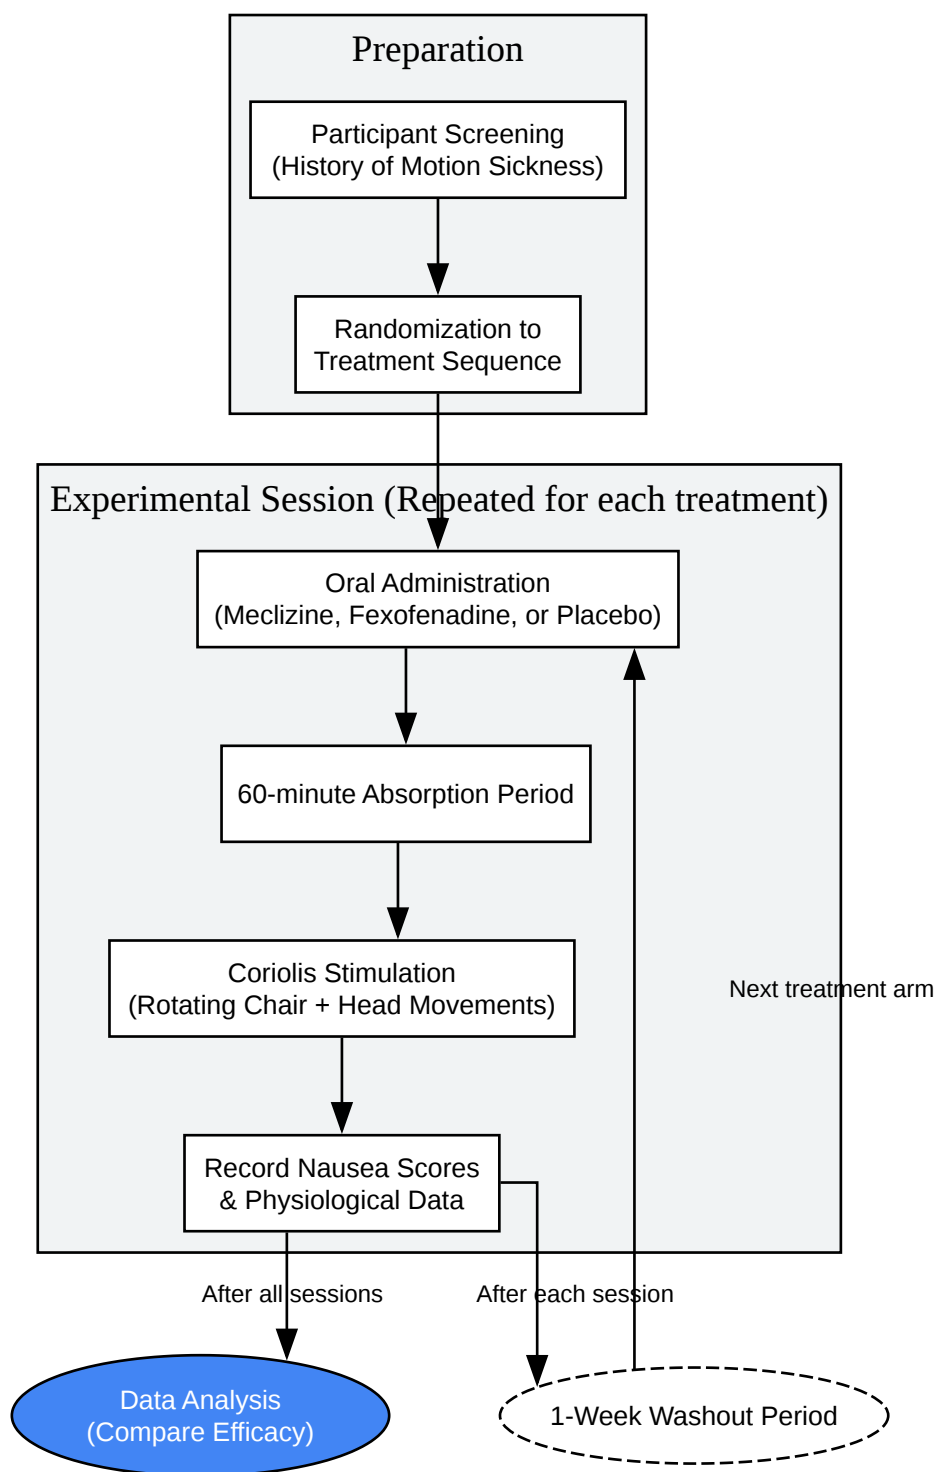 Preparation
Participant Screening
(History of Motion Sickness)
Randomization to
Treatment Sequence
Experimental Session (Repeated for each treatment)
Oral Administration
(Meclizine, Fexofenadine, or Placebo)
60-minute Absorption Period
Coriolis Stimulation
(Rotating Chair + Head Movements)
Next treatment arm
Record Nausea Scores
& Physiological Data
After all sessions
After each session
Data Analysis
(Compare Efficacy)
1-Week Washout Period